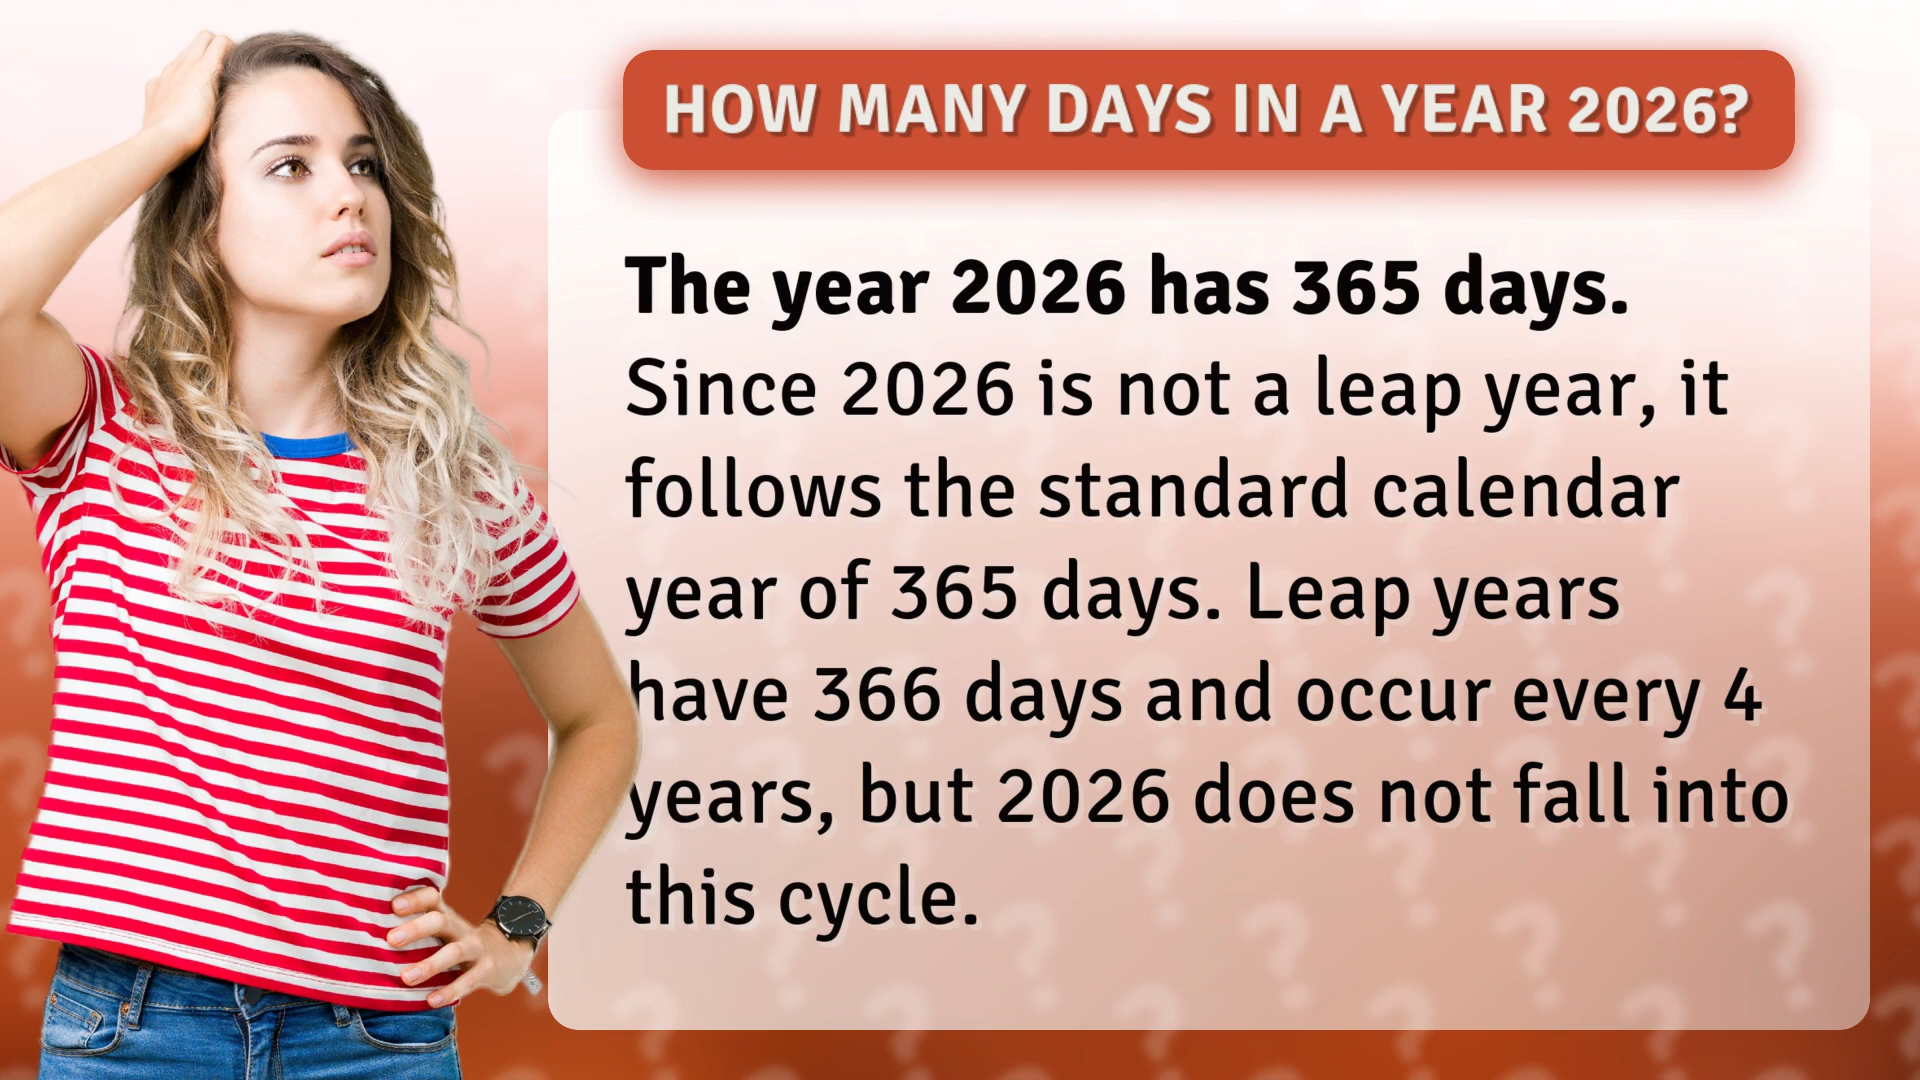 HOW MANY DAYS IN A YEAR 2026?
The year 2026 has 365 days.
Since 2026 is not a leap year, it
follows the standard calendar
year of 365 days. Leap years
have 366 days and occur every 4
years, but 2026 does not fall into
this cycle.